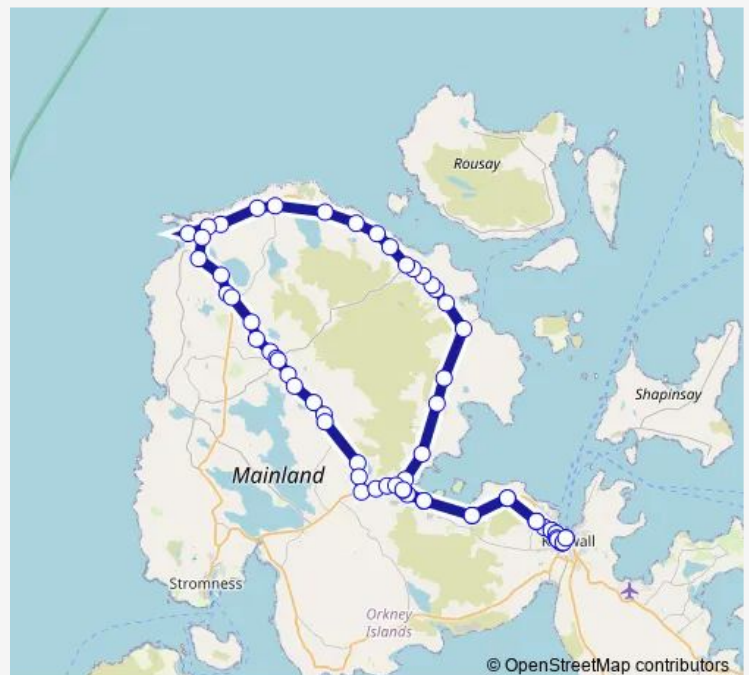 Rousay
Shapinsay
Mainland
Stromness
Orkney
Islands
© OpenStreetMap contributors